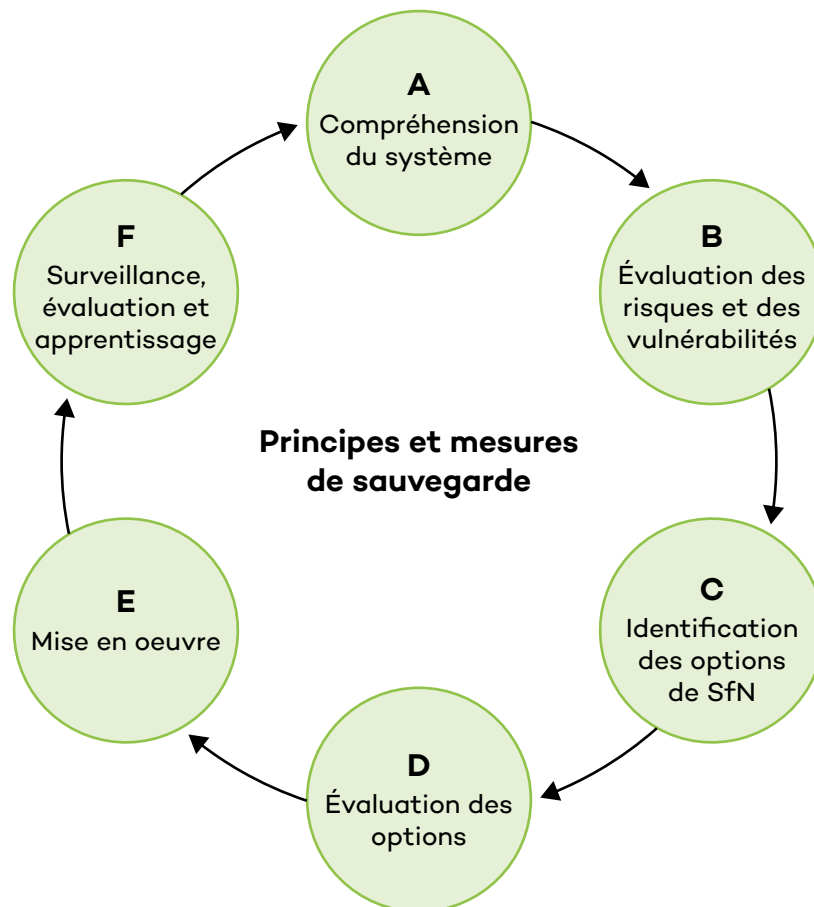 A
Compréhension
du système
B
Évaluation des
risques et des
vulnérabilités
C
Identification
des options
de SfN
D
Évaluation des
options
E
Mise en oeuvre
F
Surveillance,
évaluation et
apprentissage
Principes et mesures
de sauvegarde